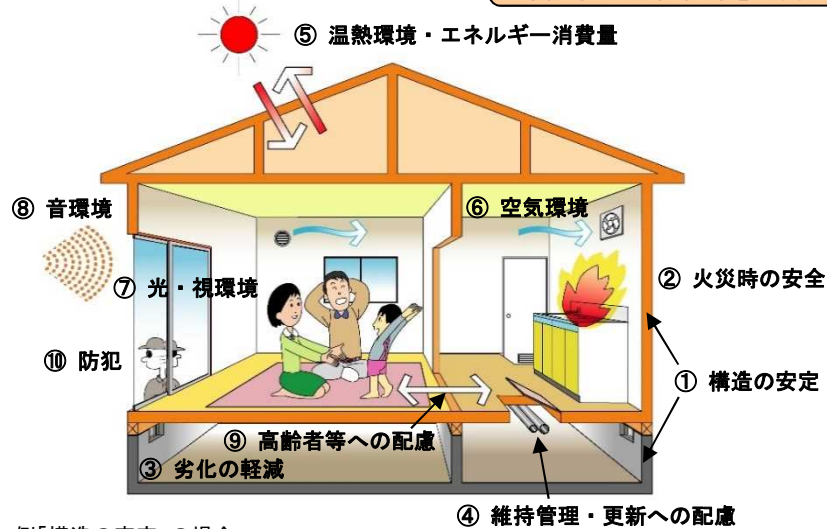 ⑤ 温熱環境・エネルギー消費量
⑧ 音環境
⑥ 空気環境
⑦ 光・視環境
② 火災時の安全
⑩ 防犯
① 構造の安定
⑨ 高齢者等への配慮
③ 劣化の軽減
④ 維持管理・更新への配慮